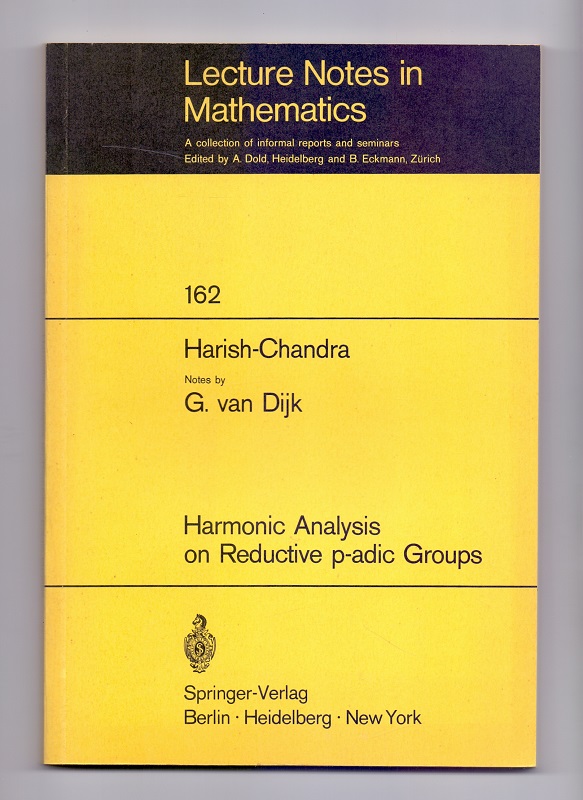 Lecture Notes in
Mathematics
A collection of informal reports and seminars
Edited by A. Dold, Heidelberg and B. Eckmann, Zürich
162
Harish-Chandra
Notes by
G. van Dijk
Harmonic Analysis
on Reductive p-adic Groups
Springer-Verlag
Berlin · Heidelberg · New York